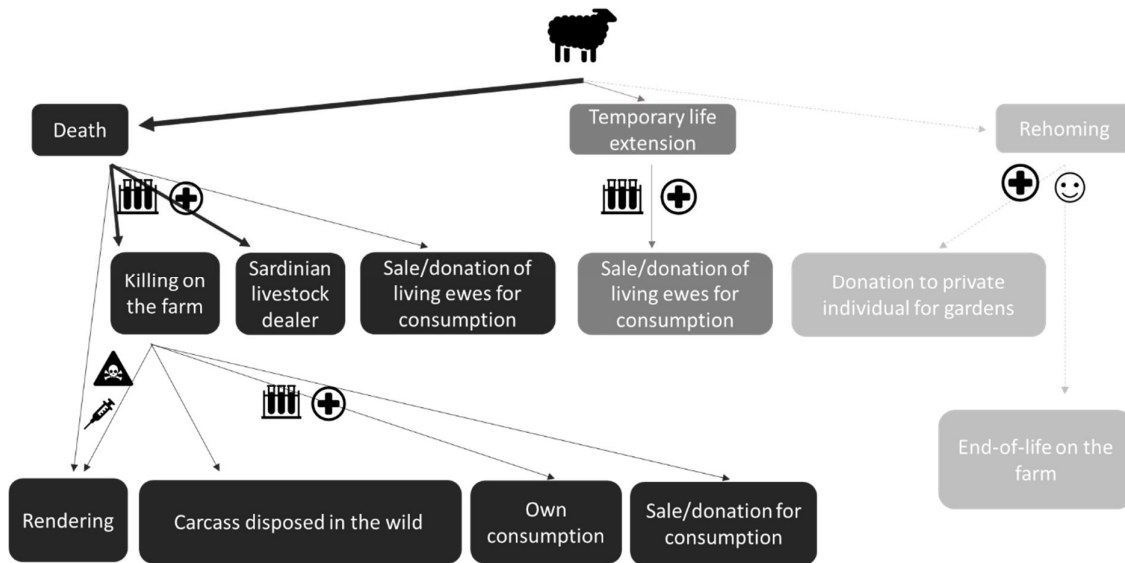 Death
Temporary life
extension
Rehoming
Killing on
the farm
Sardinian
livestock
dealer
Sale/donation of
living ewes for
consumption
Sale/donation of
living ewes for
consumption
Donation to private
individual for gardens
End-of-life on the
farm
Rendering
Carcass disposed in the wild
Own
consumption
Sale/donation for
consumption